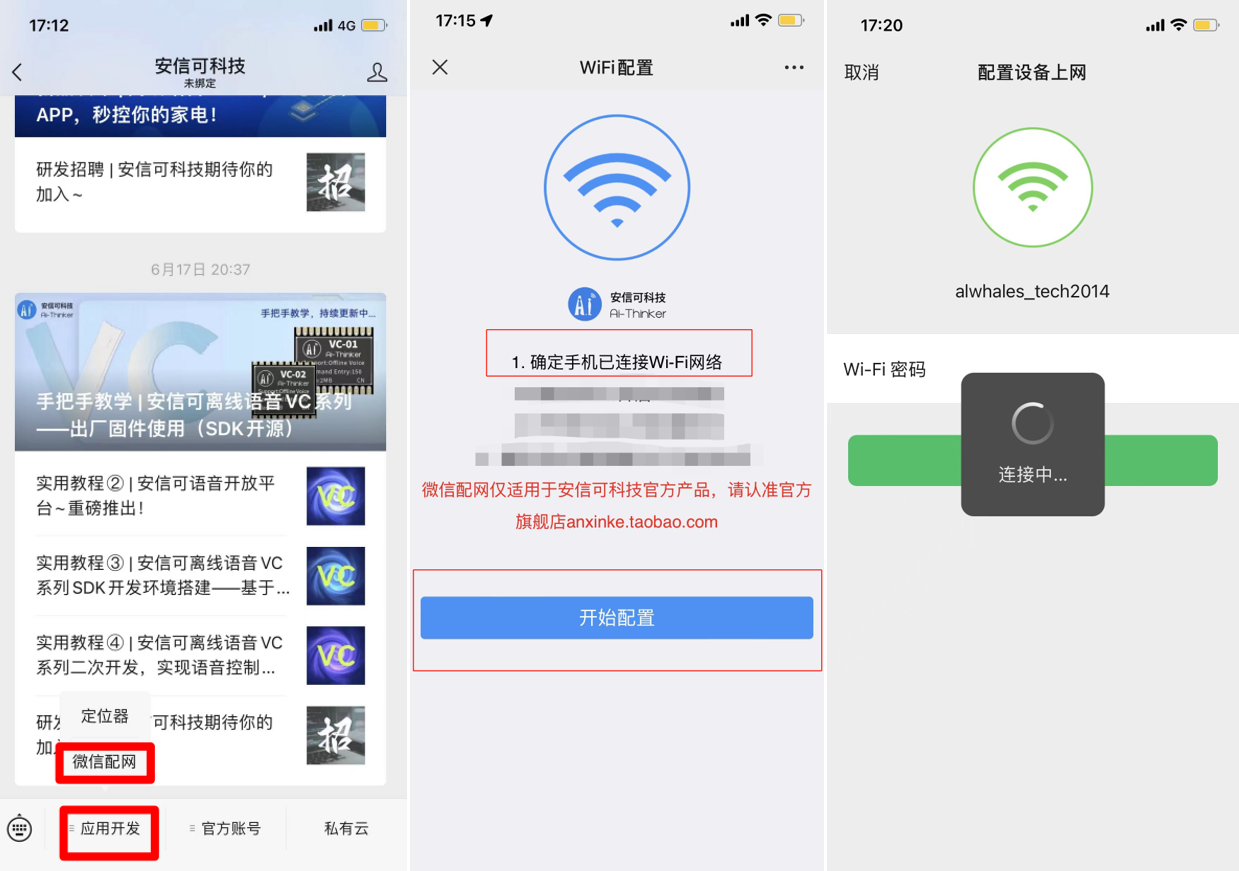 17:12
4G
安信可科技
未绑定
APP，秒控你的家电！
研发招聘 | 安信可科技期待你的
加入～
招
6月17日 20:37
安信可科技
Ai-Thinker
手把手教学，持续更新中...
VC
VC-01
Ai-Thinker
VC-02
Ai-Thinker
手把手教学 | 安信可离线语音VC系列
——出厂固件使用（SDK开源）
实用教程② | 安信可语音开放平
台~重磅推出！
VC
实用教程③ | 安信可离线语音VC
系列SDK开发环境搭建——基于...
VC
实用教程④ | 安信可离线语音VC
系列二次开发，实现语音控制...
VC
研发
可科技期待你的
加
招
定位器
微信配网
应用开发
官方账号
私有云
17:15
WiFi配置
安信可科技
Ai-Thinker
1. 确定手机已连接Wi-Fi网络
微信配网仅适用于安信可科技官方产品，请认准官方
旗舰店anxinke.taobao.com
开始配置
17:20
取消
配置设备上网
alwhales_tech2014
Wi-Fi 密码
连接中...